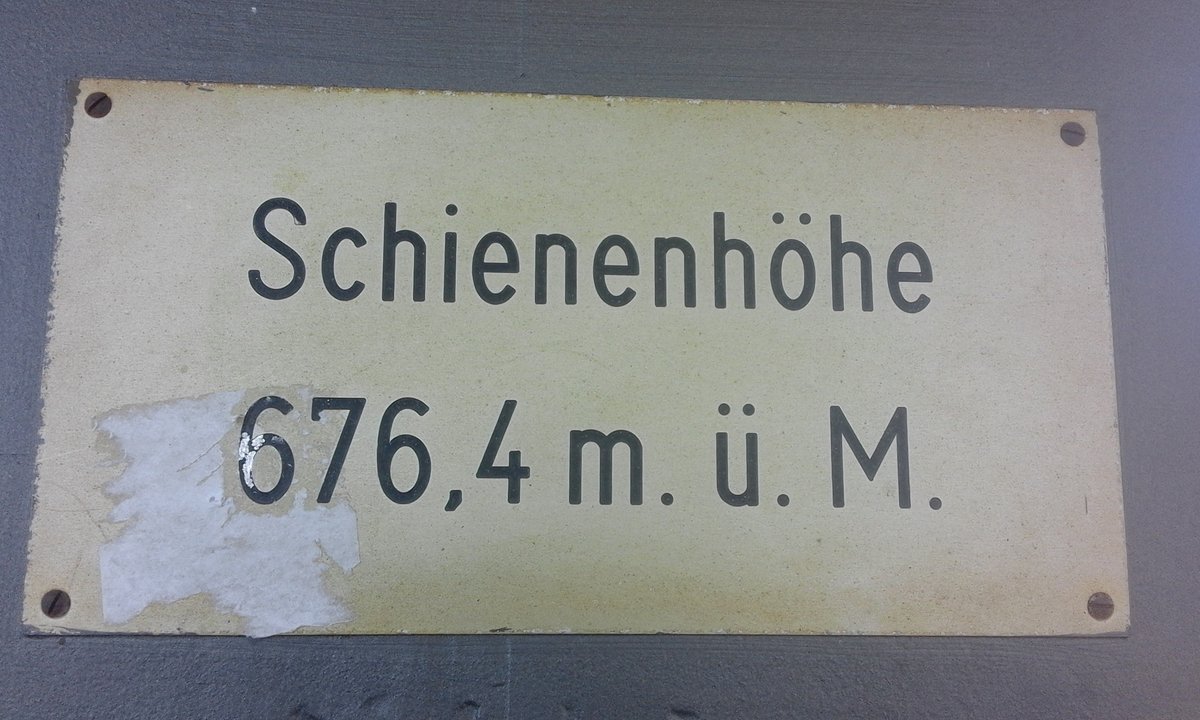 Schienenhöhe
676,4 m. ü. M.